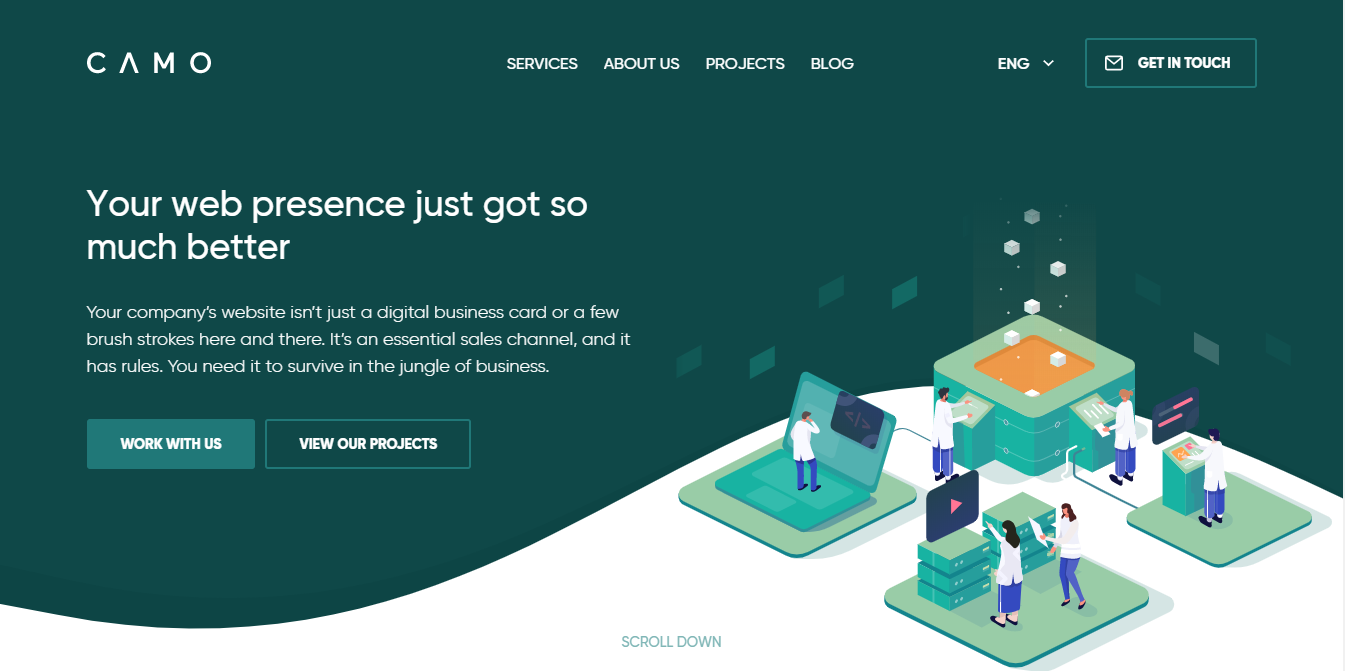 CAMO
SERVICES ABOUT US PROJECTS BLOG
ENG
GET IN TOUCH
Your web presence just got so
much better
Your company’s website isn’t just a digital business card or a few
brush strokes here and there. It’s an essential sales channel, and it
has rules. You need it to survive in the jungle of business.
WORK WITH US
VIEW OUR PROJECTS
</>
SCROLL DOWN